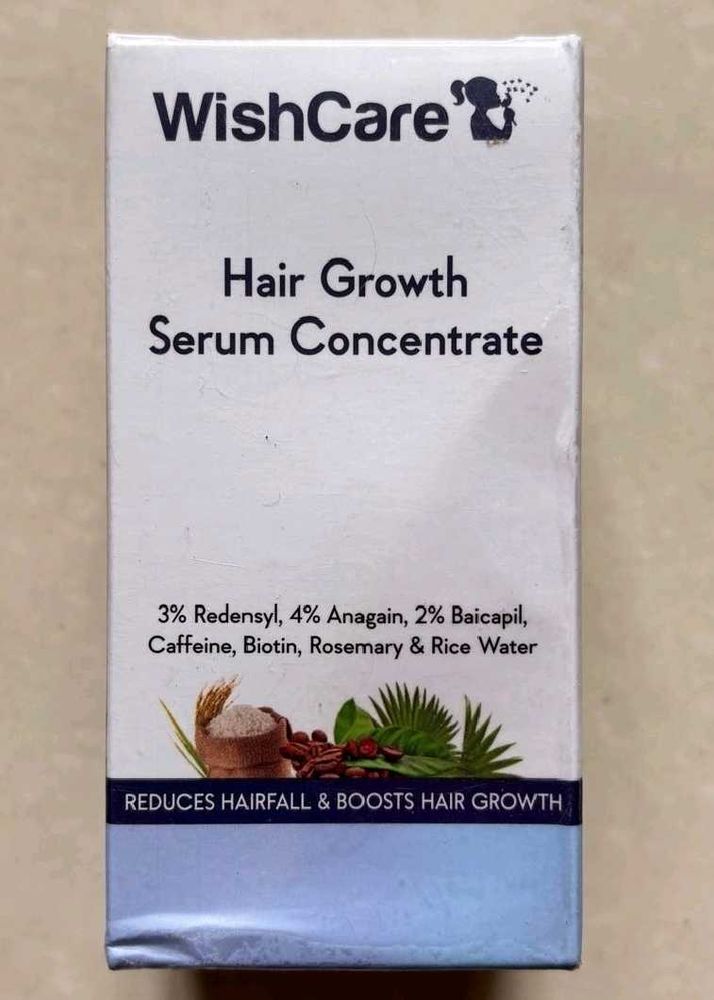 WishCare
Hair Growth
Serum Concentrate
3% Redensyl, 4% Anagain, 2% Baicapil,
Caffeine, Biotin, Rosemary & Rice Water
REDUCES HAIRFALL & BOOSTS HAIR GROWTH